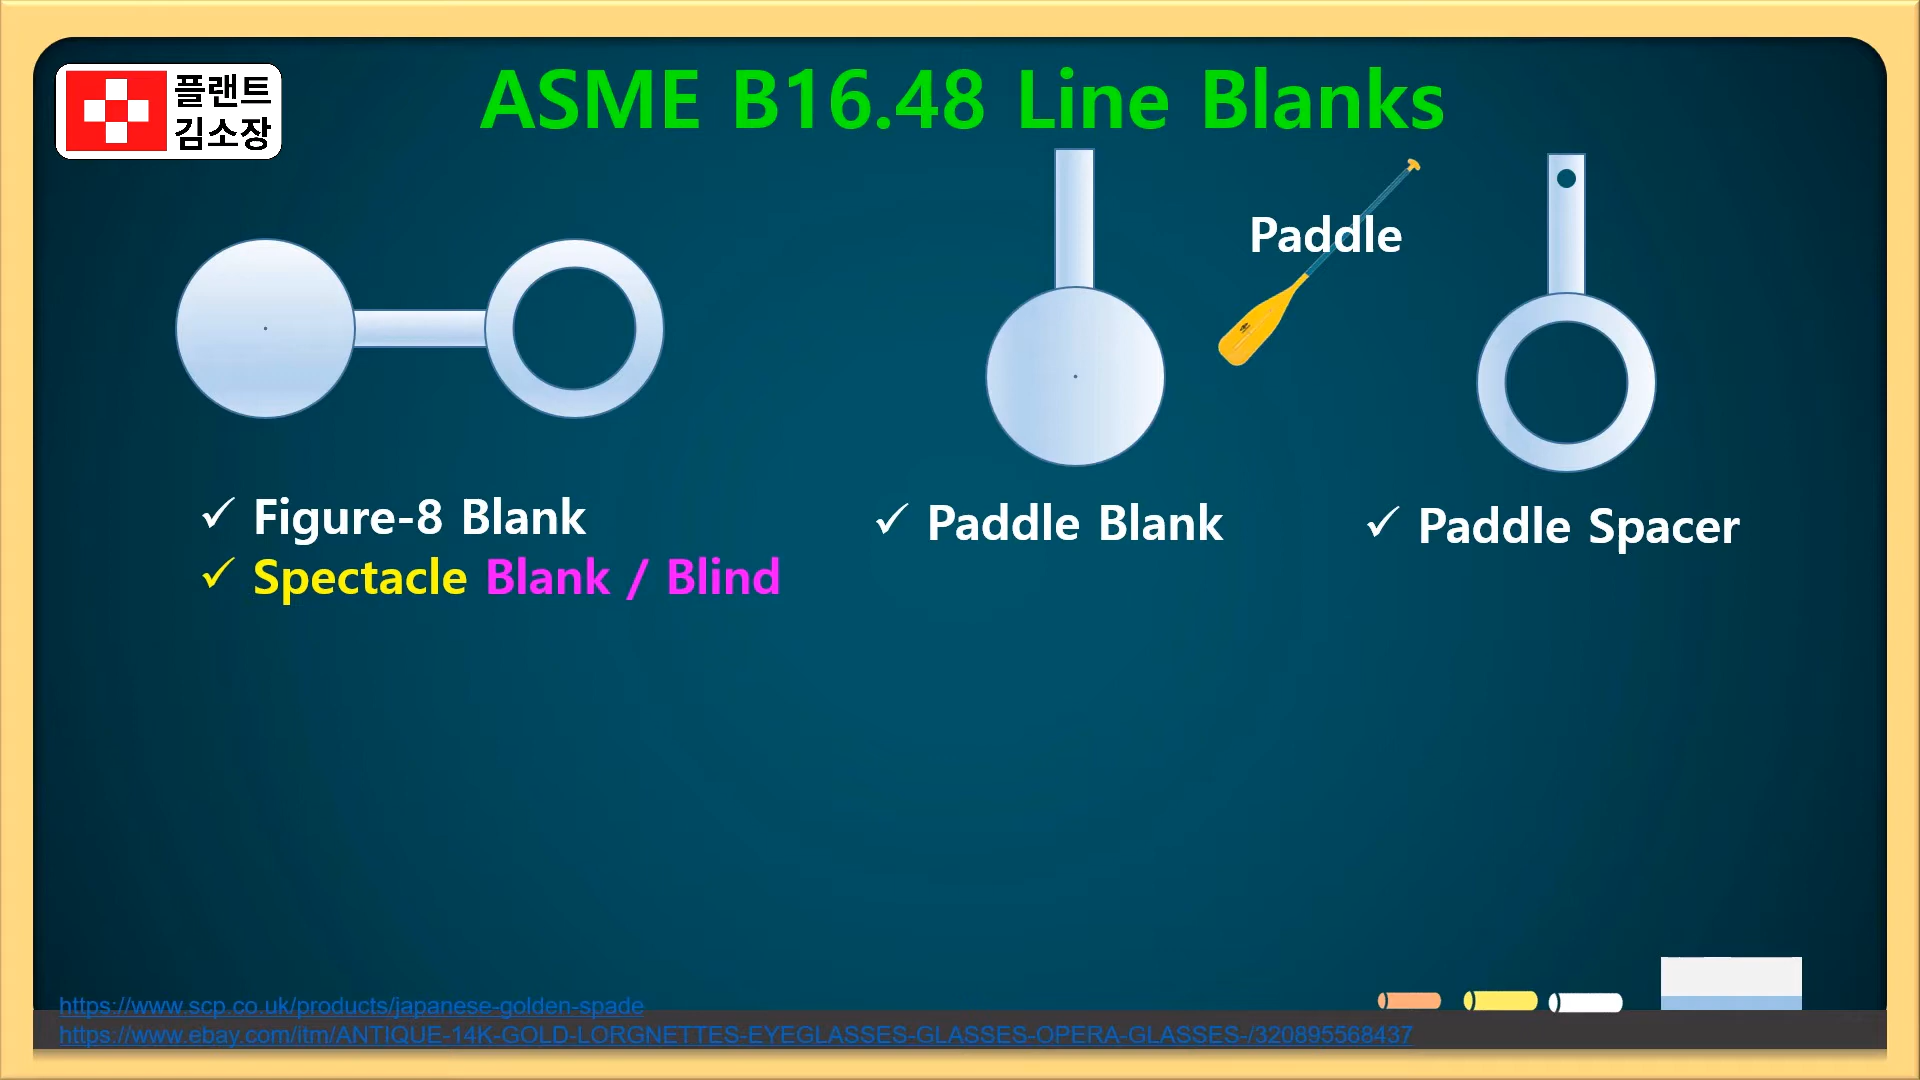 플랜트
김소장
ASME B16.48 Line Blanks
Paddle
✓ Figure-8 Blank
✓ Spectacle Blank / Blind
✓ Paddle Blank
✓ Paddle Spacer
https://www.scp.co.uk/products/japanese-golden-spade
https://www.ebay.com/itm/ANTIQUE-14K-GOLD-LORGNETTES-EYEGLASSES-GLASSES-OPERA-GLASSES-/320895568437